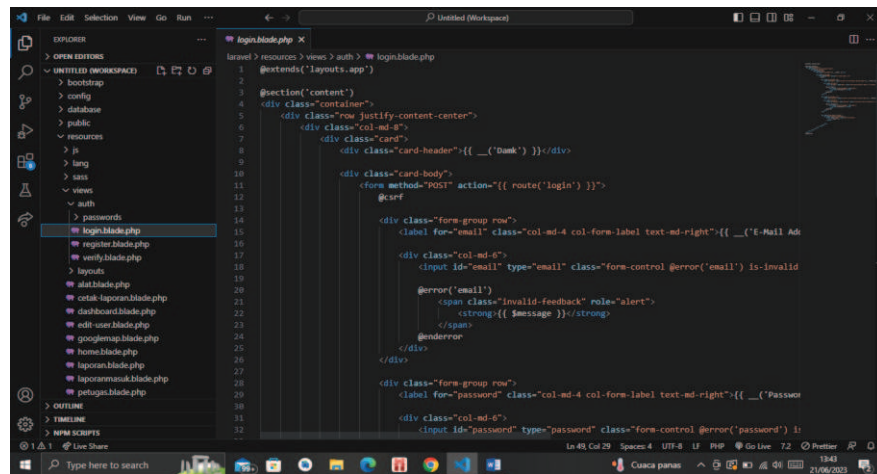 File Edit Selection View Go Run ...
Untitled (Workspace)
EXPLORER ...
OPEN EDITORS
UNTITLED (WORKSPACE)
bootstrap
config
database
public
resources
js
lang
sass
views
auth
passwords
login.blade.php
register.blade.php
verify.blade.php
layouts
alat.blade.php
cetak-laporan.blade.php
dashboard.blade.php
edit-user.blade.php
googlemap.blade.php
home.blade.php
laporan.blade.php
laporanmasuk.blade.php
petugas.blade.php
OUTLINE
TIMELINE
NPM SCRIPTS
login.blade.php
laravel > resources > views > auth > login.blade.php
1 @extends('layouts.app')
2
3 @section('content')
4 <div class="container">
5 <div class="row justify-content-center">
6 <div class="col-md-8">
7 <div class="card">
8 <div class="card-header">{{ __('Damk') }}</div>
9
10 <div class="card-body">
11 <form method="POST" action="{{ route('login') }}">
12 @csrf
13
14 <div class="form-group row">
15 <label for="email" class="col-md-4 col-form-label text-md-right">{{ __('E-Mail Adc
16
17 <div class="col-md-6">
18 <input id="email" type="email" class="form-control @error('email') is-invalid
19
20 @error('email')
21 <span class="invalid-feedback" role="alert">
22 <strong>{{ $message }}</strong>
23 </span>
24 @enderror
25 </div>
26 </div>
27
28 <div class="form-group row">
29 <label for="password" class="col-md-4 col-form-label text-md-right">{{ __('Passwor
30
31 <div class="col-md-6">
32 <input id="password" type="password" class="form-control @error('password') is
1 1 Live Share
Ln 49, Col 29 Spaces: 4 UTF-8 LF PHP Go Live 7.2 Prettier
Type here to search
Cuaca panas
13:43
21/06/2023